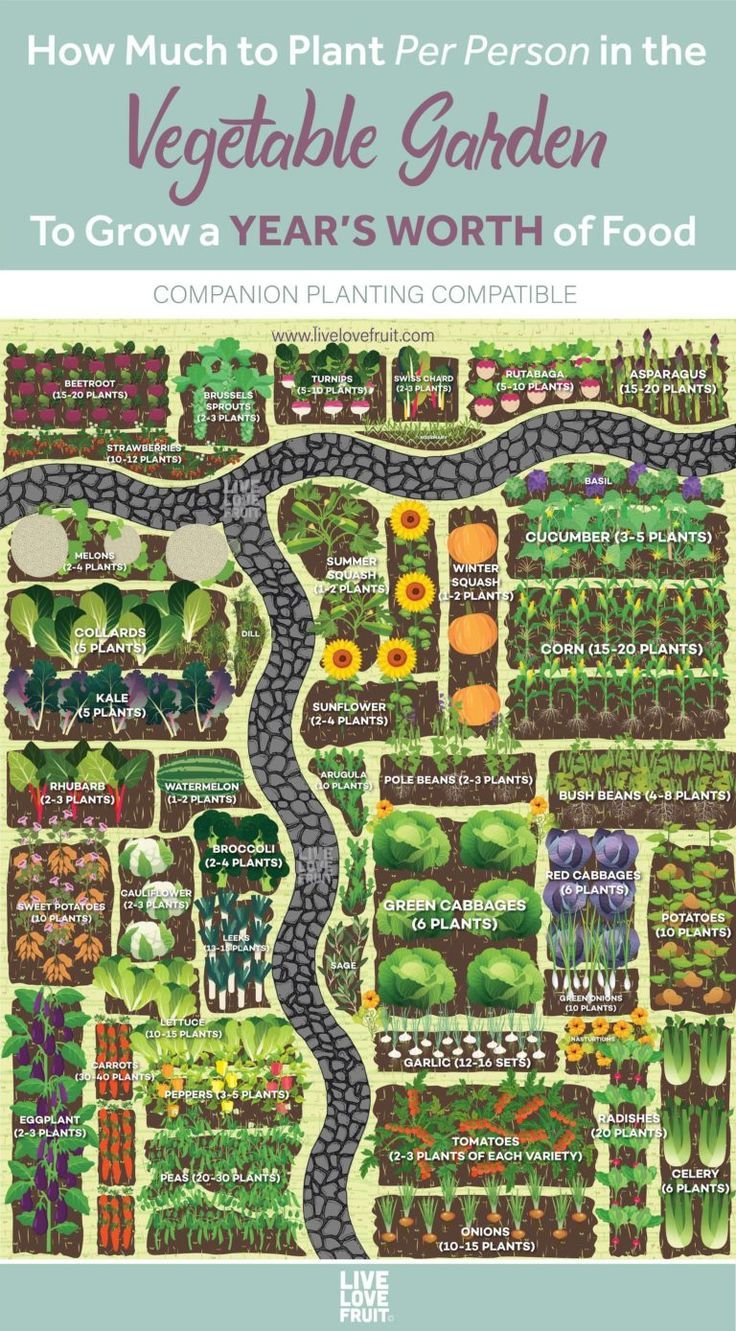 How Much to Plant Per Person in the
Vegetable Garden
To Grow a YEAR'S WORTH of Food
COMPANION PLANTING COMPATIBLE
www.livelovefruit.com
BEETROOT
(15-20 PLANTS)
BRUSSELS
SPROUTS
(2-3 PLANTS)
TURNIPS
(5-10 PLANTS)
SWISS CHARD
(2-3 PLANTS)
RUTABAGA
(5-10 PLANTS)
ASPARAGUS
(15-20 PLANTS)
STRAWBERRIES
(10-12 PLANTS)
ROSEMARY
LIVE
LOVE
FRUIT
BASIL
MELONS
(2-4 PLANTS)
SUMMER
SQUASH
(1-2 PLANTS)
WINTER
SQUASH
(1-2 PLANTS)
CUCUMBER (3-5 PLANTS)
COLLARDS
(5 PLANTS)
DILL
CORN (15-20 PLANTS)
KALE
(5 PLANTS)
SUNFLOWER
(2-4 PLANTS)
RHUBARB
(2-3 PLANTS)
WATERMELON
(1-2 PLANTS)
ARUGULA
(10 PLANTS)
POLE BEANS (2-3 PLANTS)
BUSH BEANS (4-8 PLANTS)
BROCCOLI
(2-4 PLANTS)
LIVE
LOVE
FRUIT
SWEET POTATOES
(10 PLANTS)
CAULIFLOWER
(2-3 PLANTS)
LEEKS
(13-15 PLANTS)
GREEN CABBAGES
(6 PLANTS)
RED CABBAGES
(6 PLANTS)
POTATOES
(10 PLANTS)
SAGE
GREEN ONIONS
(10 PLANTS)
LETTUCE
(10-15 PLANTS)
NASTURTIUMS
CARROTS
(30-40 PLANTS)
PEPPERS (3-5 PLANTS)
GARLIC (12-16 SETS)
EGGPLANT
(2-3 PLANTS)
TOMATOES
(2-3 PLANTS OF EACH VARIETY)
RADISHES
(20 PLANTS)
PEAS (20-30 PLANTS)
CELERY
(6 PLANTS)
ONIONS
(10-15 PLANTS)
LIVE
LOVE
FRUIT©